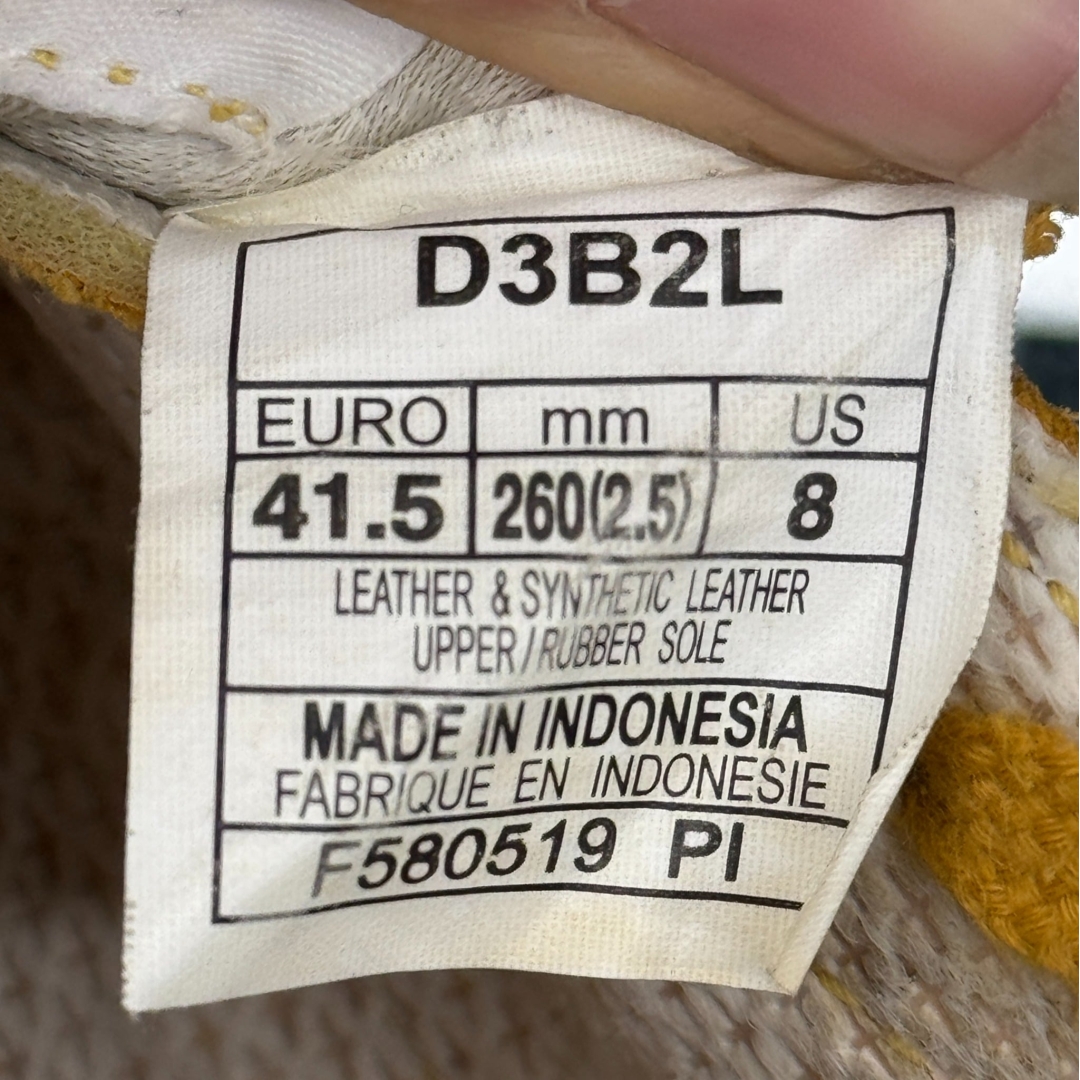 D3B2L
EURO mm US
41.5 260(2.5) 8
LEATHER & SYNTHETIC LEATHER
UPPER/RUBBER SOLE
MADE IN INDONESIA
FABRIQUE EN INDONESIE
F580519 PI